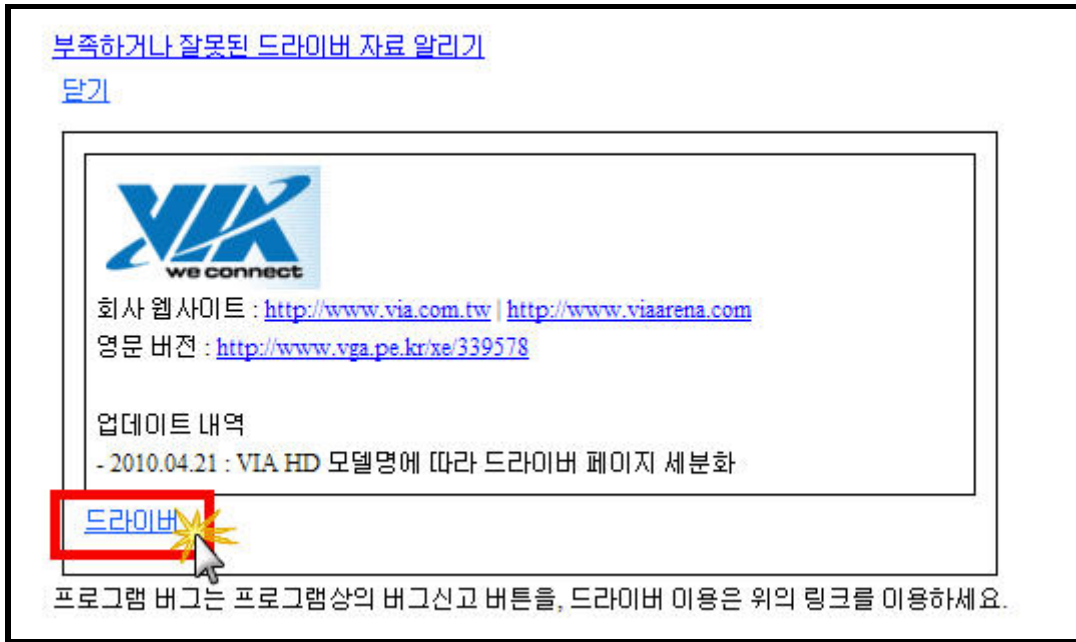 부족하거나 잘못된 드라이버 자료 알리기
닫기
VIA
we connect
회사 웹사이트 : http://www.via.com.tw | http://www.viaarena.com
영문 버전 : http://www.vga.pe.kr/xe/339578
업데이트 내역
- 2010.04.21 : VIA HD 모델명에 따라 드라이버 페이지 세분화
드라이버
프로그램 버그는 프로그램상의 버그신고 버튼을, 드라이버 이용은 위의 링크를 이용하세요.